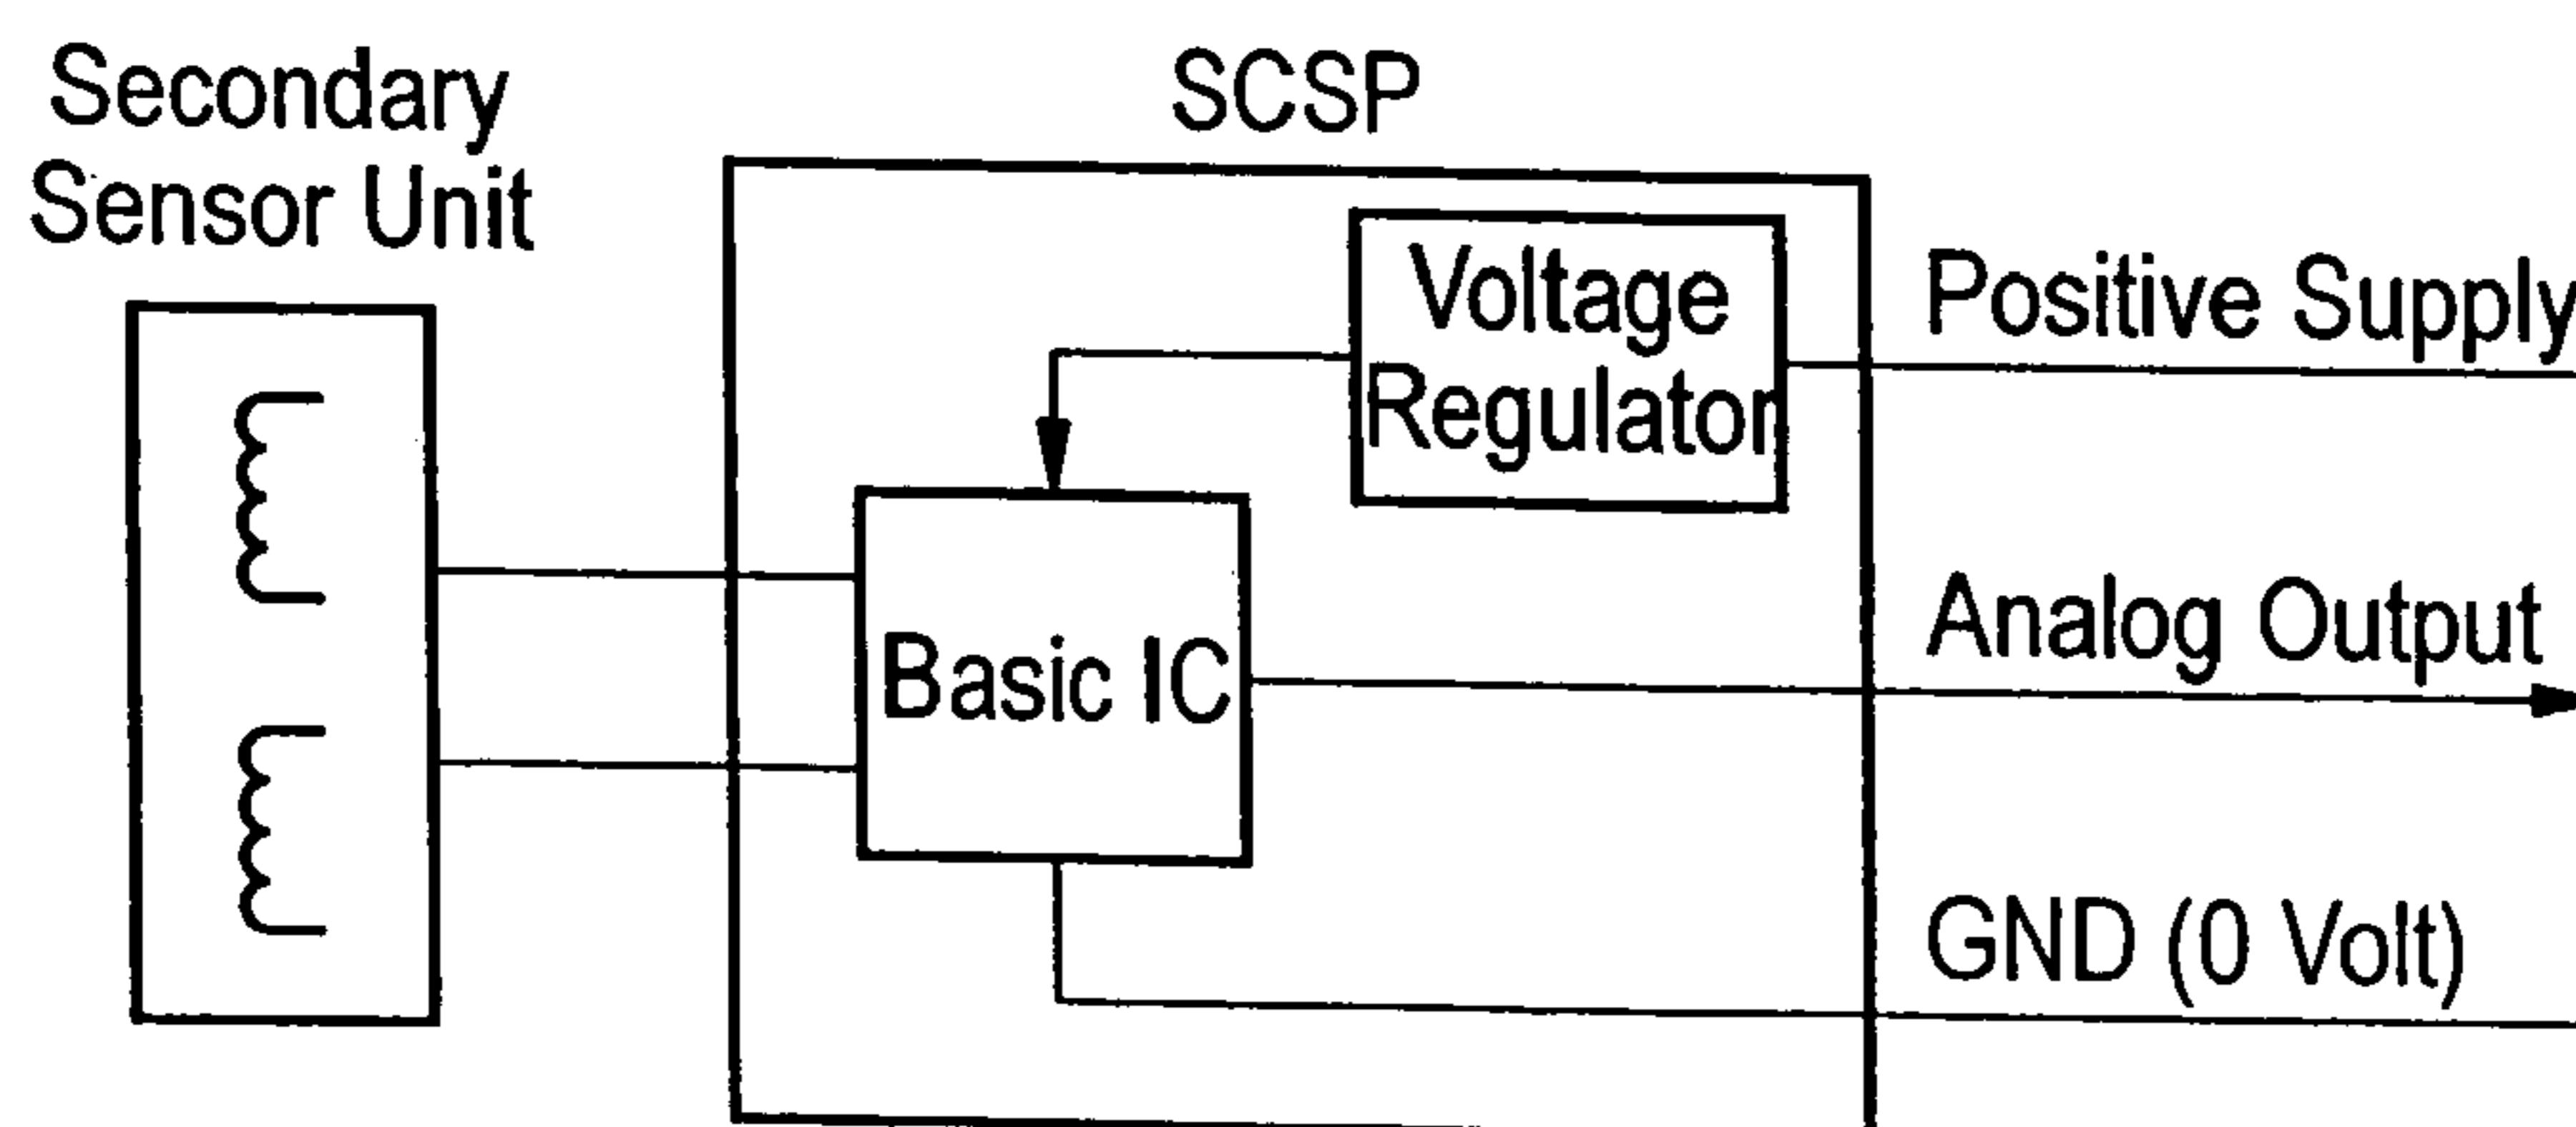 Secondary
Sensor Unit
SCSP
Voltage
Regulator
Positive Supply
Basic IC
Analog Output
GND (0 Volt)